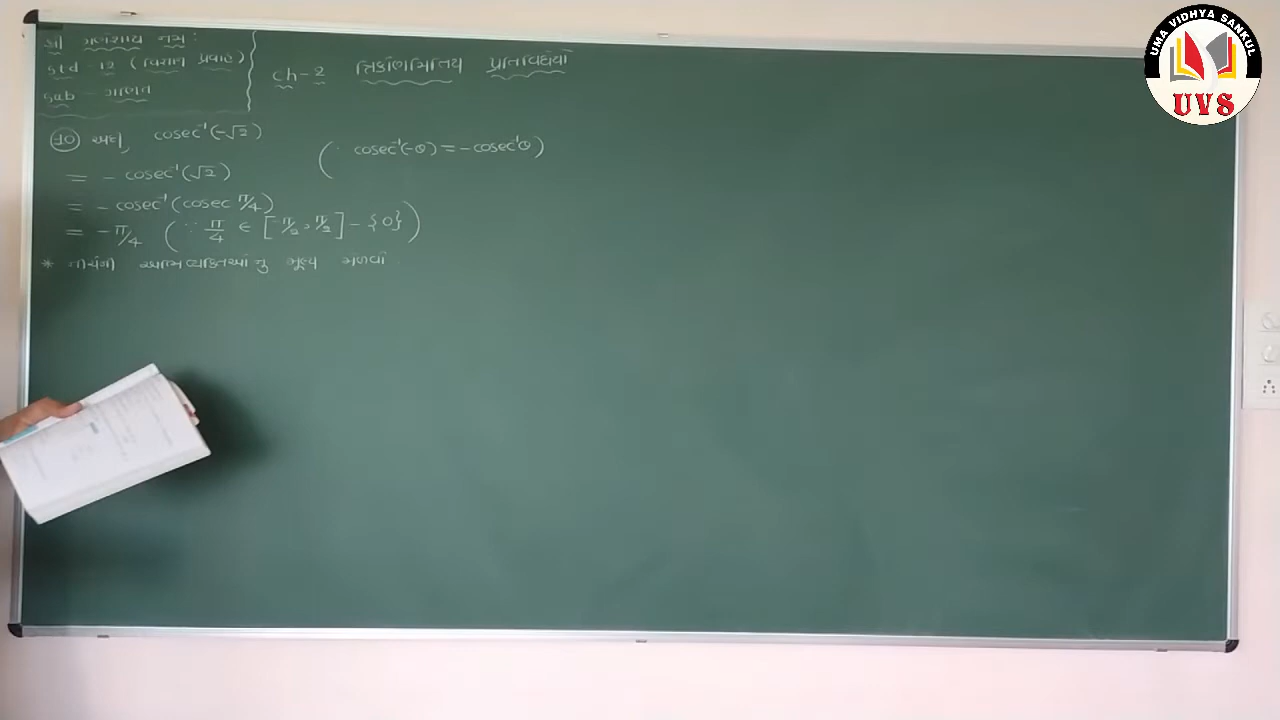 શ્રી ગણેશાય નમ:
Std - 12 (વિજ્ઞાન પ્રવાહ)
Sub - ગણિત
ch-2 ત્રિકોણમિતિય પ્રતિવિધેયો
10) અહીં, cosec⁻¹(-√2)
= - cosec⁻¹(√2) (∵ cosec⁻¹(-θ) = -cosec⁻¹θ)
= - cosec⁻¹(cosec π/4)
= -π/4 (∵ π/4 ∈ [-π/2, π/2] - {0})
* નીચેની અભિવ્યક્તિઓનું મૂલ્ય મેળવો
UMA VIDHYA SANKUL
UVS